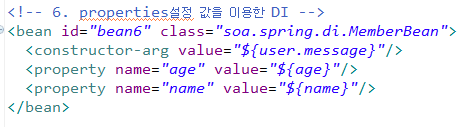 <!-- 6. properties설정 값을 이용한 DI -->
<bean id="bean6" class="soa.spring.di.MemberBean">
<constructor-arg value="${user.message}"/>
<property name="age" value="${age}"/>
<property name="name" value="${name}"/>
</bean>